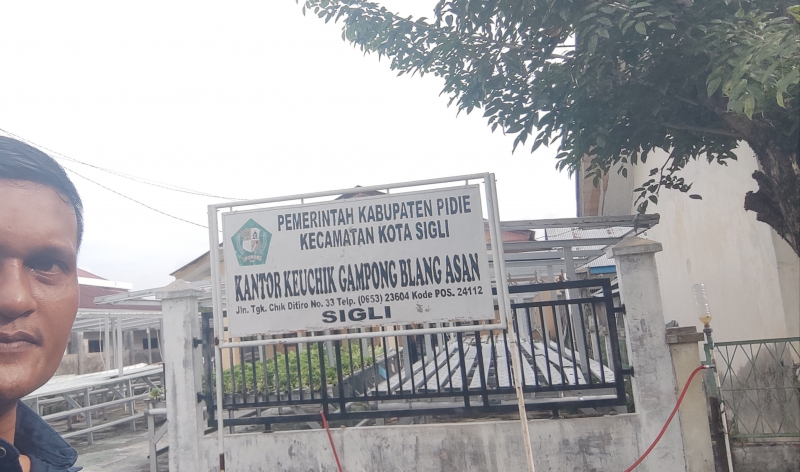 PEMERINTAH KABUPATEN PIDIE
KECAMATAN KOTA SIGLI
KANTOR KEUCHIK GAMPONG BLANG ASAN
Jln. Tgk. Chik Ditiro No. 33 Telp. (0653) 23604 Kode POS. 24112
SIGLI